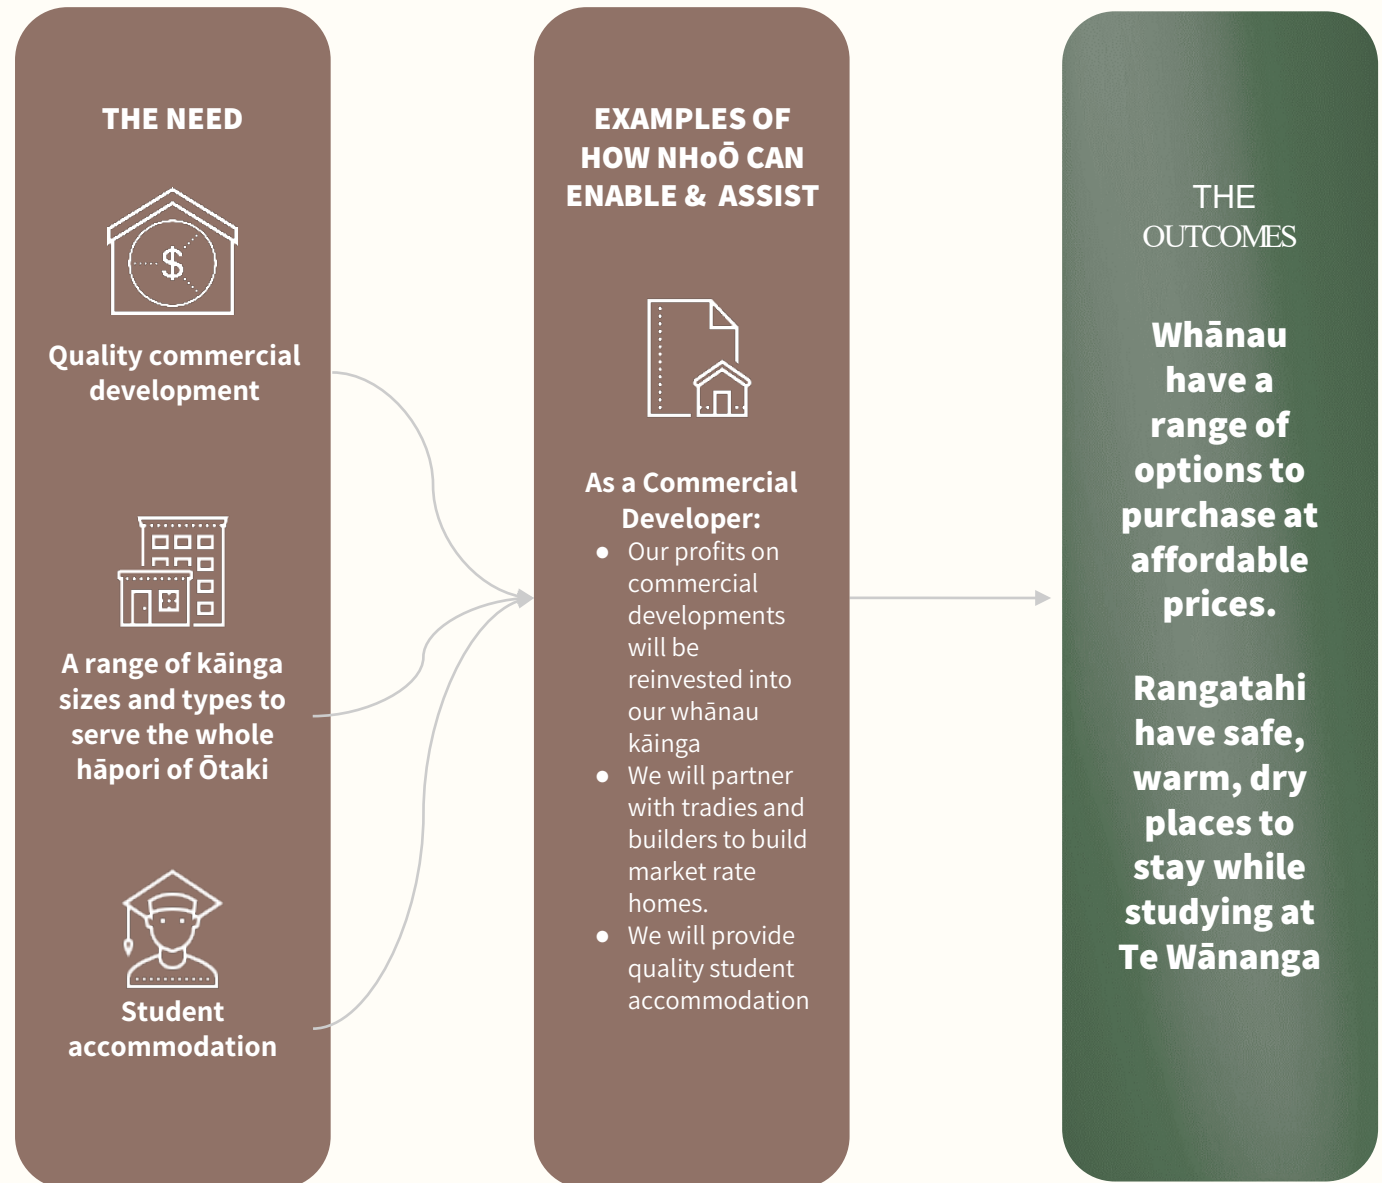 THE NEED
$
Quality commercial
development
A range of kāinga
sizes and types to
serve the whole
hāpori of Ōtaki
Student
accommodation
EXAMPLES OF
HOW NHoŌ CAN
ENABLE & ASSIST
As a Commercial
Developer:
● Our profits on
commercial
developments
will be
reinvested into
our whānau
kāinga
● We will partner
with tradies and
builders to build
market rate
homes.
● We will provide
quality student
accommodation
THE
OUTCOMES
Whānau
have a
range of
options to
purchase at
affordable
prices.
Rangatahi
have safe,
warm, dry
places to
stay while
studying at
Te Wānanga